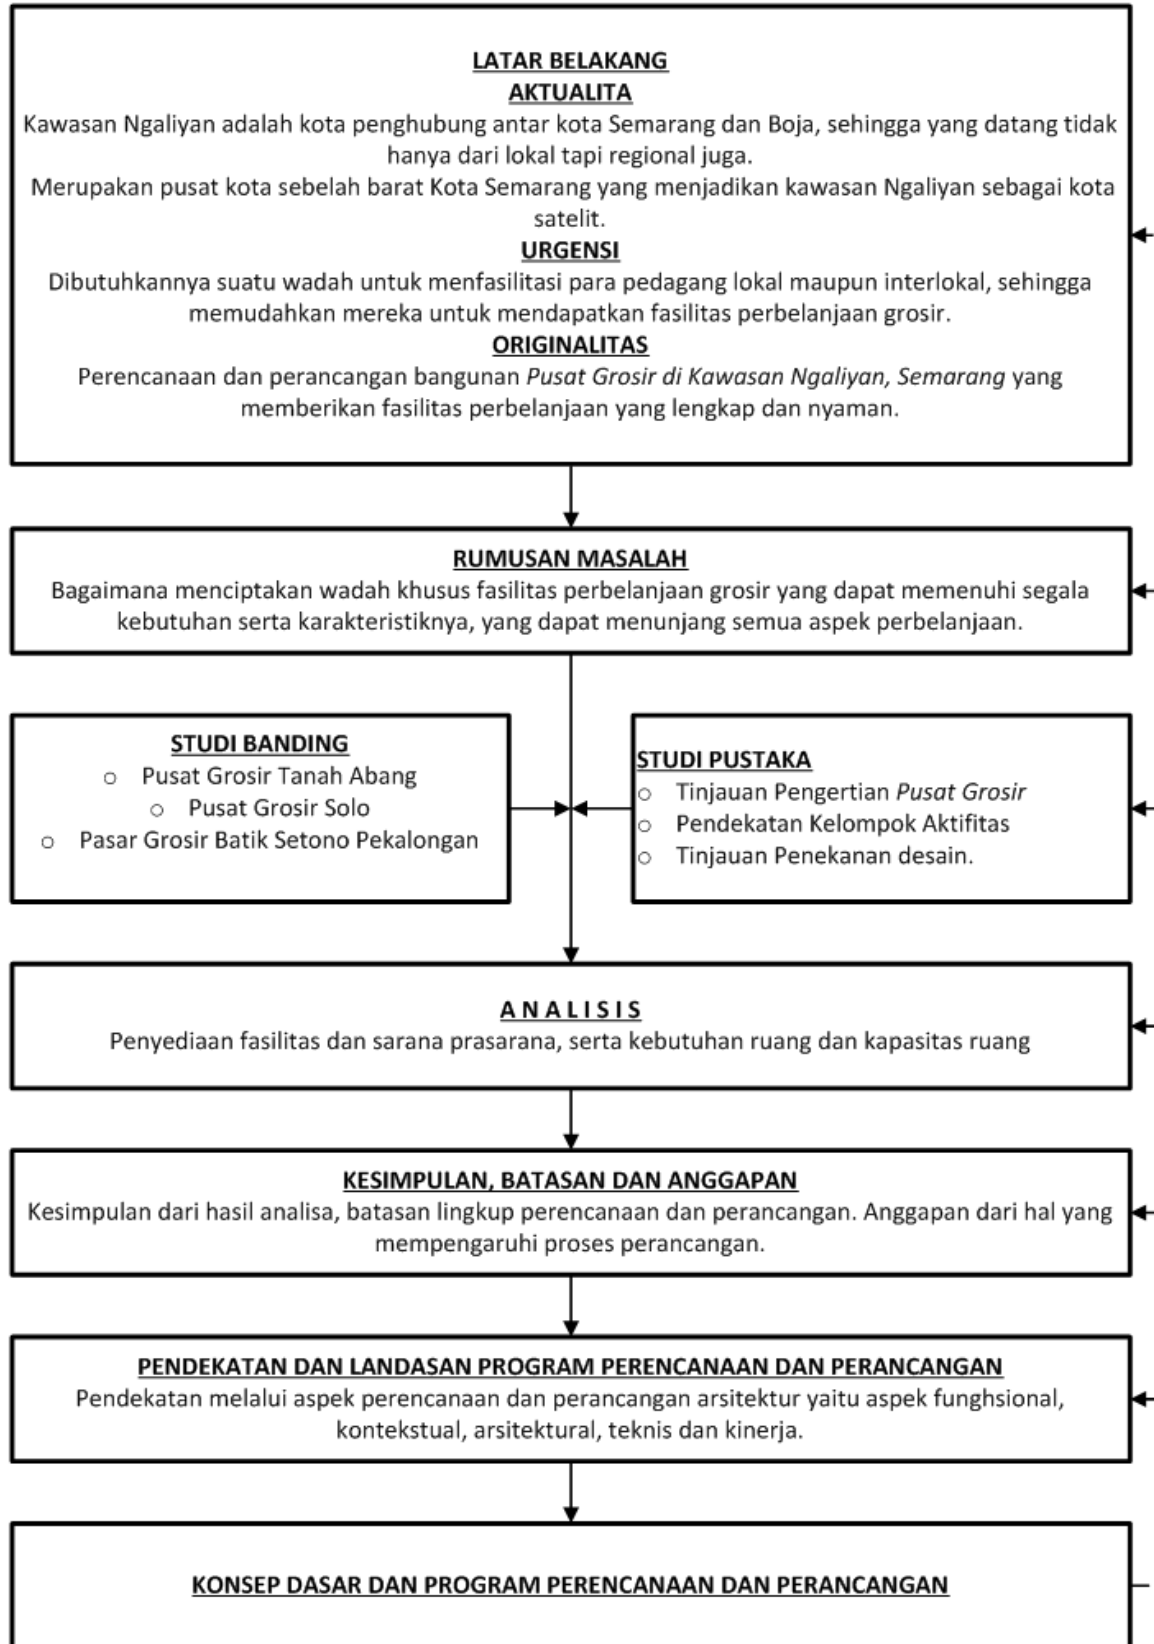 LATAR BELAKANG
AKTUALITA
Kawasan Ngaliyan adalah kota penghubung antar kota Semarang dan Boja, sehingga yang datang tidak
hanya dari lokal tapi regional juga.
Merupakan pusat kota sebelah barat Kota Semarang yang menjadikan kawasan Ngaliyan sebagai kota
satelit.
URGENSI
Dibutuhkannya suatu wadah untuk menfasilitasi para pedagang lokal maupun interlokal, sehingga
memudahkan mereka untuk mendapatkan fasilitas perbelanjaan grosir.
ORIGINALITAS
Perencanaan dan perancangan bangunan Pusat Grosir di Kawasan Ngaliyan, Semarang yang
memberikan fasilitas perbelanjaan yang lengkap dan nyaman.
RUMUSAN MASALAH
Bagaimana menciptakan wadah khusus fasilitas perbelanjaan grosir yang dapat memenuhi segala
kebutuhan serta karakteristiknya, yang dapat menunjang semua aspek perbelanjaan.
STUDI BANDING
○ Pusat Grosir Tanah Abang
○ Pusat Grosir Solo
○ Pasar Grosir Batik Setono Pekalongan
STUDI PUSTAKA
○ Tinjauan Pengertian Pusat Grosir
○ Pendekatan Kelompok Aktifitas
○ Tinjauan Penekanan desain.
A N A L I S I S
Penyediaan fasilitas dan sarana prasarana, serta kebutuhan ruang dan kapasitas ruang
KESIMPULAN, BATASAN DAN ANGGAPAN
Kesimpulan dari hasil analisa, batasan lingkup perencanaan dan perancangan. Anggapan dari hal yang
mempengaruhi proses perancangan.
PENDEKATAN DAN LANDASAN PROGRAM PERENCANAAN DAN PERANCANGAN
Pendekatan melalui aspek perencanaan dan perancangan arsitektur yaitu aspek funghsional,
kontekstual, arsitektural, teknis dan kinerja.
KONSEP DASAR DAN PROGRAM PERENCANAAN DAN PERANCANGAN